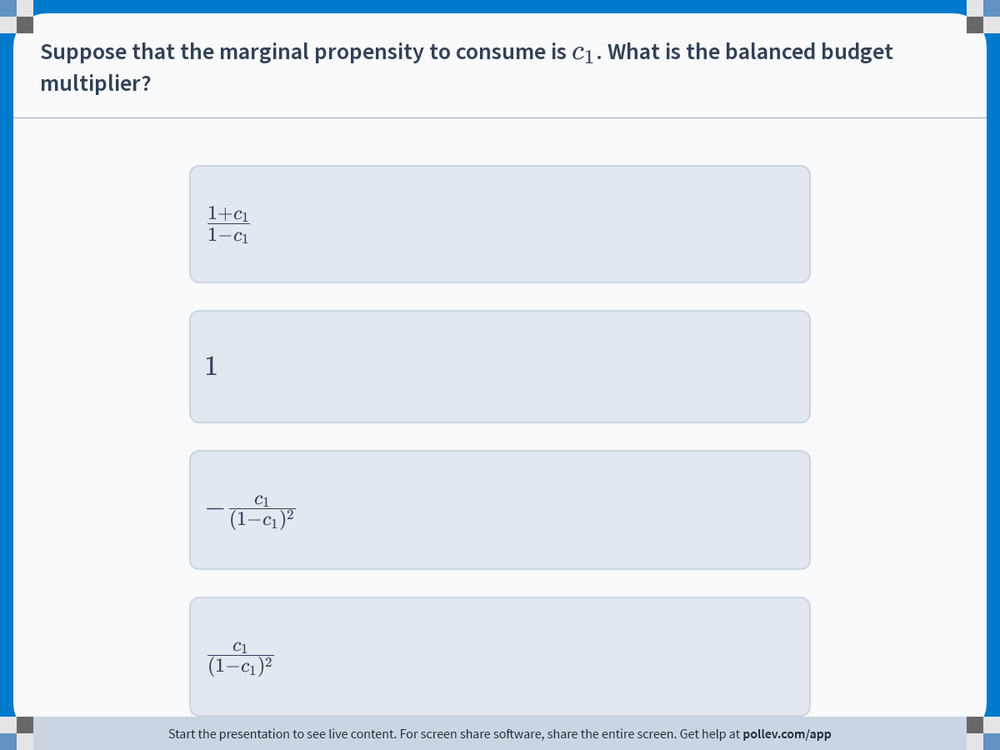 Suppose that the marginal propensity to consume is $c_1$. What is the balanced budget
multiplier?
$\frac{1+c_1}{1-c_1}$
1
$-\frac{c_1}{(1-c_1)^2}$
$\frac{c_1}{(1-c_1)^2}$
Start the presentation to see live content. For screen share software, share the entire screen. Get help at pollev.com/app